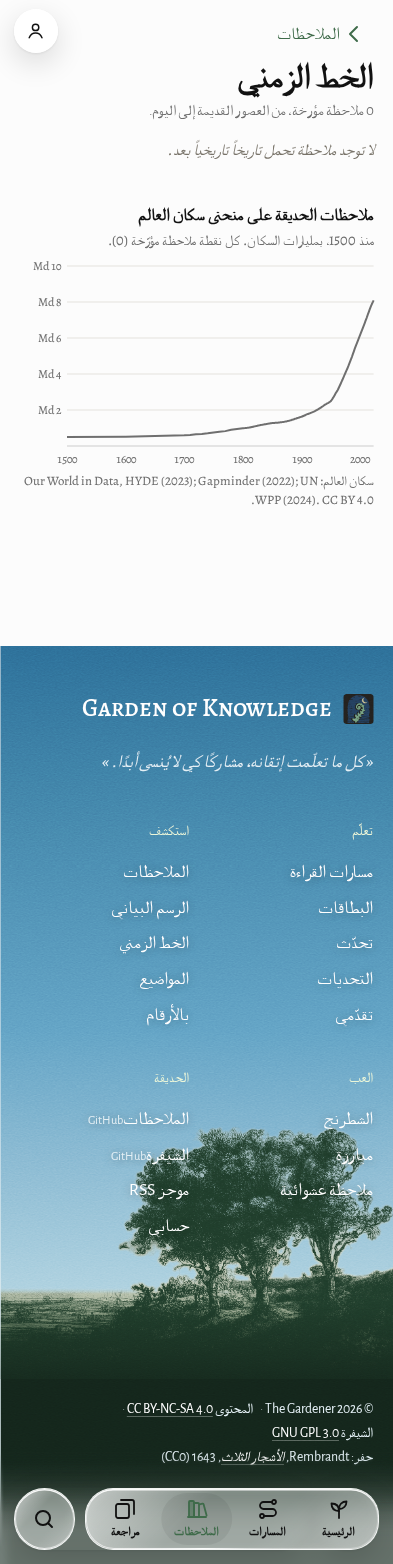 الملاحظات
الخط الزمني
0 ملاحظة مؤرخة، من العصور القديمة إلى اليوم.
لا توجد ملاحظة تحمل تاريخاً تاريخياً بعد.
ملاحظات الحديقة على منحنى سكان العالم
منذ 1500. بمليارات السكان. كل نقطة ملاحظة مؤرّخة (0).
10 Md
8 Md
6 Md
4 Md
2 Md
1500 1600 1700 1800 1900 2000
سكان العالم: Our World in Data, HYDE (2023); Gapminder (2022); UN
WPP (2024). CC BY 4.0.
Garden of Knowledge
«كل ما تعلّمت إتقانه، مشاركًا كي لا يُنسى أبدًا. »
تعلّم
مسارات القراءة
البطاقات
تحدّث
التحديات
تقدّمي
استكشف
الملاحظات
الرسم البياني
الخط الزمني
المواضيع
بالأرقام
العب
الشطرنج
مبارزة
ملاحظة عشوائية
الحديقة
الملاحظات GitHub
الشيفرة GitHub
موجز RSS
حسابي
© 2026 The Gardener · المحتوى CC BY-NC-SA 4.0 ·
الشيفرة GNU GPL 3.0
حفر: Rembrandt, الأشجار الثلاث, 1643 (CC0)
الرئيسية
المسارات
الملاحظات
مراجعة